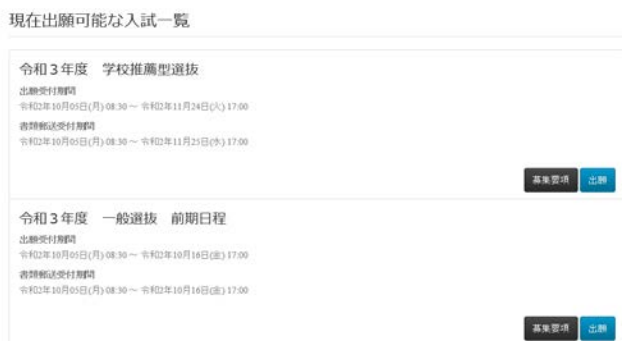 現在出願可能な入試一覧
令和3年度 学校推薦型選抜
出願受付期間
令和2年10月05日(月) 08:30 ~ 令和2年11月24日(火) 17:00
書類郵送受付期間
令和2年10月05日(月) 08:30 ~ 令和2年11月25日(水) 17:00
募集要項 出願
令和3年度 一般選抜 前期日程
出願受付期間
令和2年10月05日(月) 08:30 ~ 令和2年10月16日(金) 17:00
書類郵送受付期間
令和2年10月05日(月) 08:30 ~ 令和2年10月16日(金) 17:00
募集要項 出願